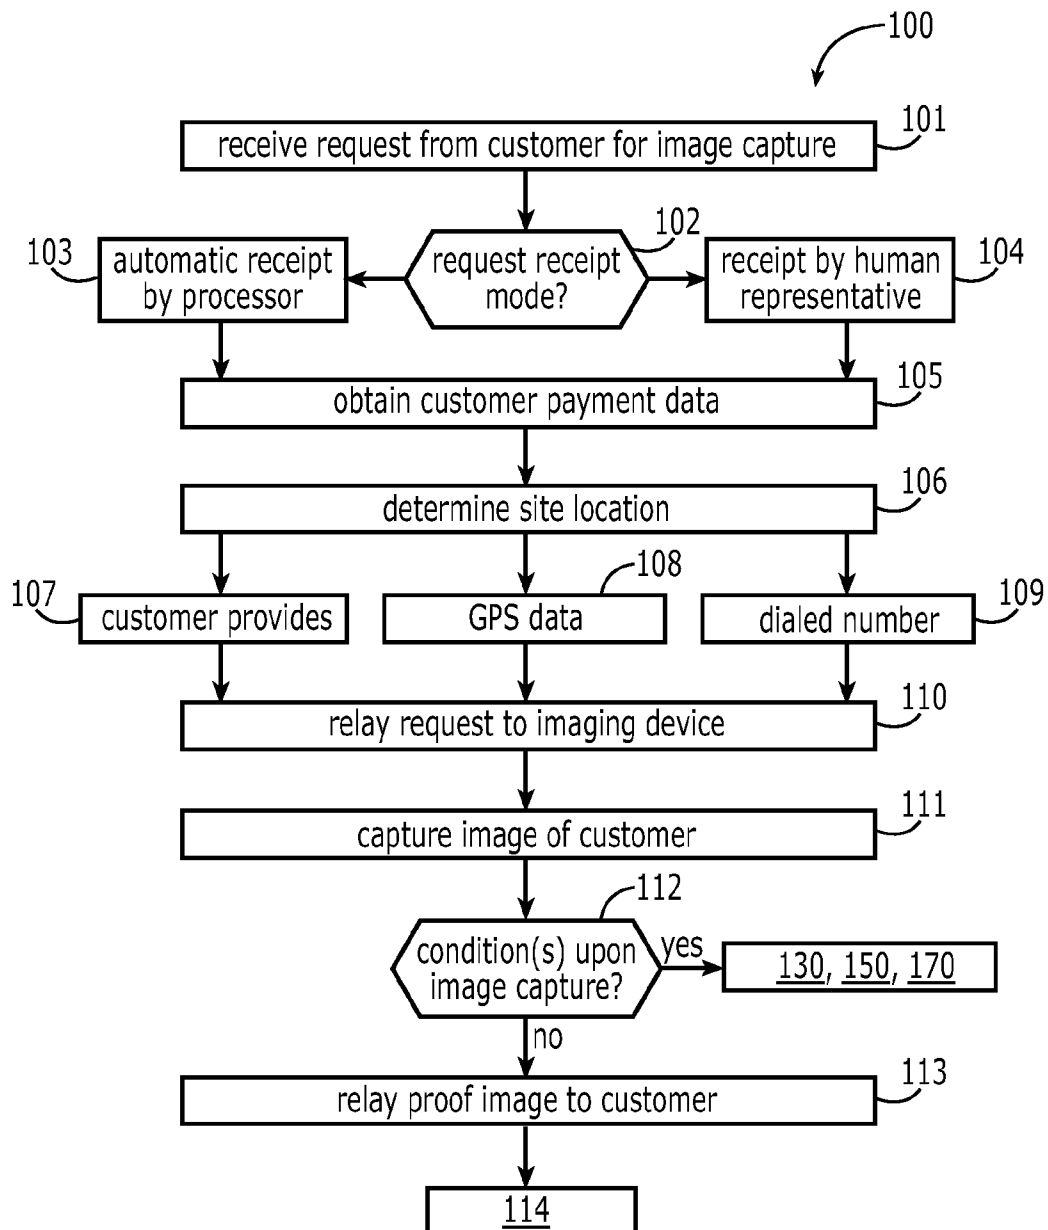 100
101
receive request from customer for image capture
102
103
104
automatic receipt
by processor
request receipt
mode?
receipt by human
representative
105
obtain customer payment data
106
determine site location
107
108
109
customer provides
GPS data
dialed number
110
relay request to imaging device
111
capture image of customer
112
condition(s) upon
image capture?
yes
130, 150, 170
no
113
relay proof image to customer
114